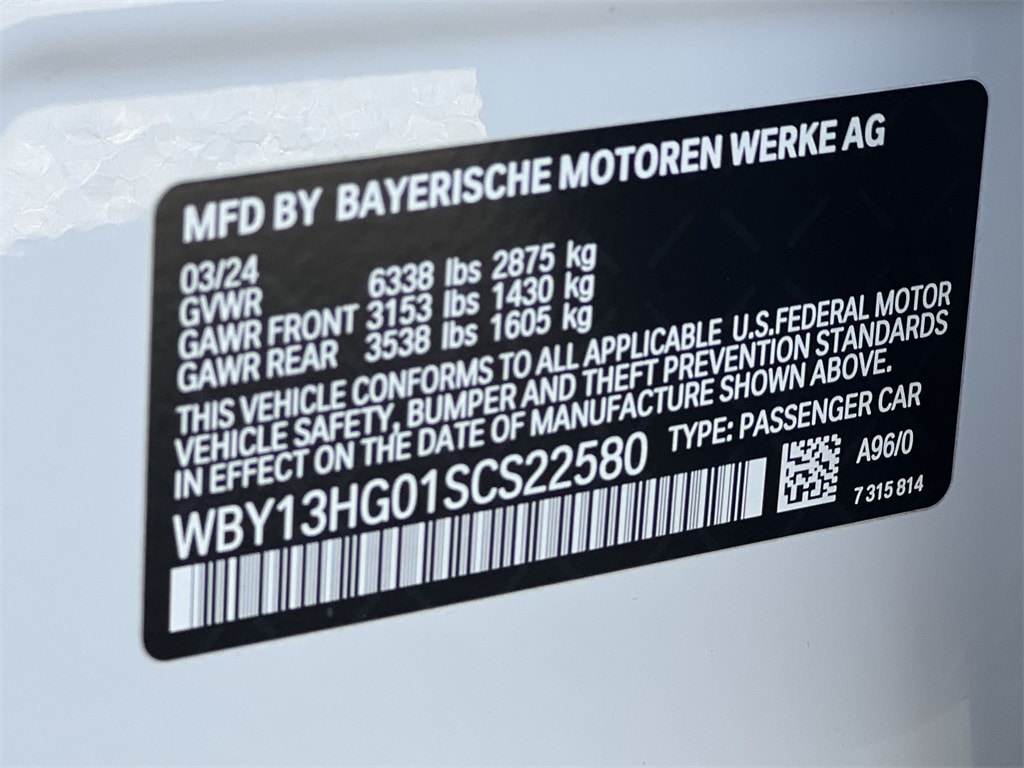 MFD BY BAYERISCHE MOTOREN WERKE AG
03/24
GVWR 6338 lbs 2875 kg
GAWR FRONT 3153 lbs 1430 kg
GAWR REAR 3538 lbs 1605 kg
THIS VEHICLE CONFORMS TO ALL APPLICABLE U.S.FEDERAL MOTOR
VEHICLE SAFETY, BUMPER AND THEFT PREVENTION STANDARDS
IN EFFECT ON THE DATE OF MANUFACTURE SHOWN ABOVE.
WBY13HG01SCS22580 TYPE: PASSENGER CAR
A96/0
7 315 814